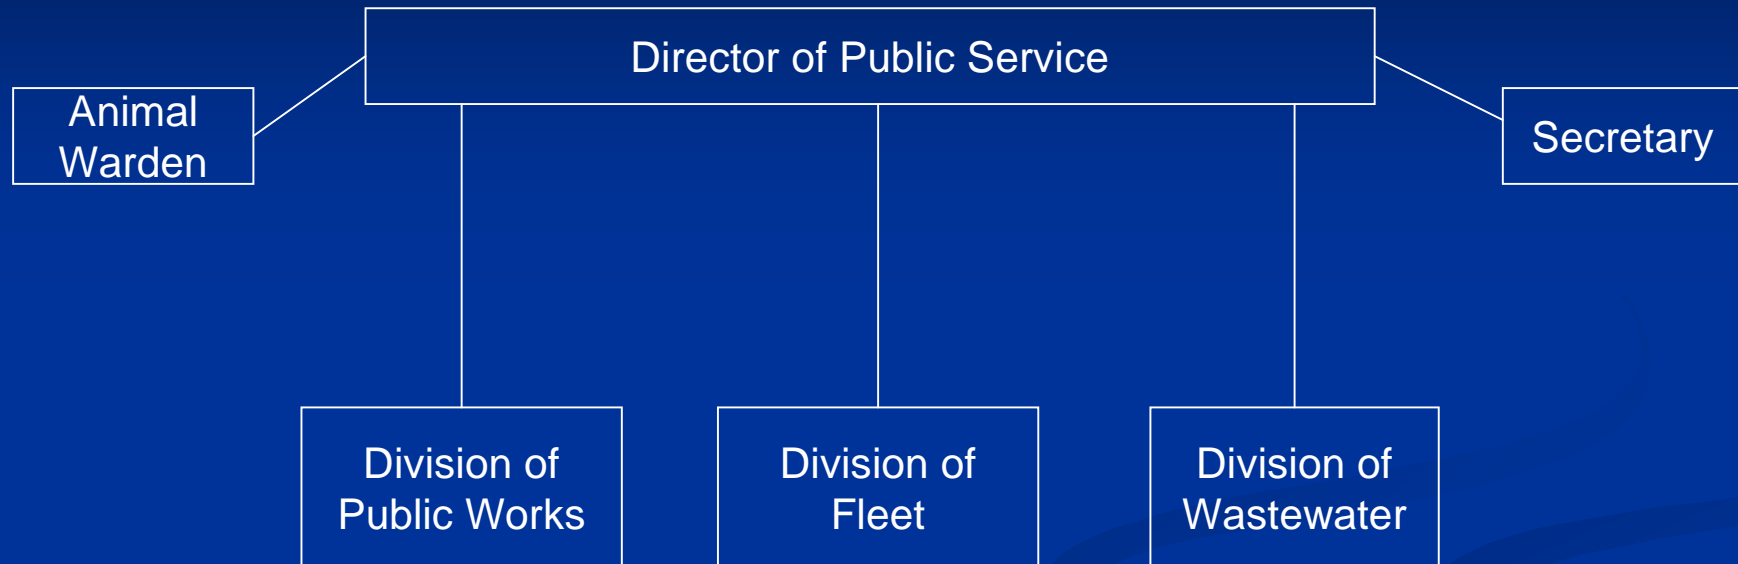 Director of Public Service
Animal
Warden
Secretary
Division of
Public Works
Division of
Fleet
Division of
Wastewater